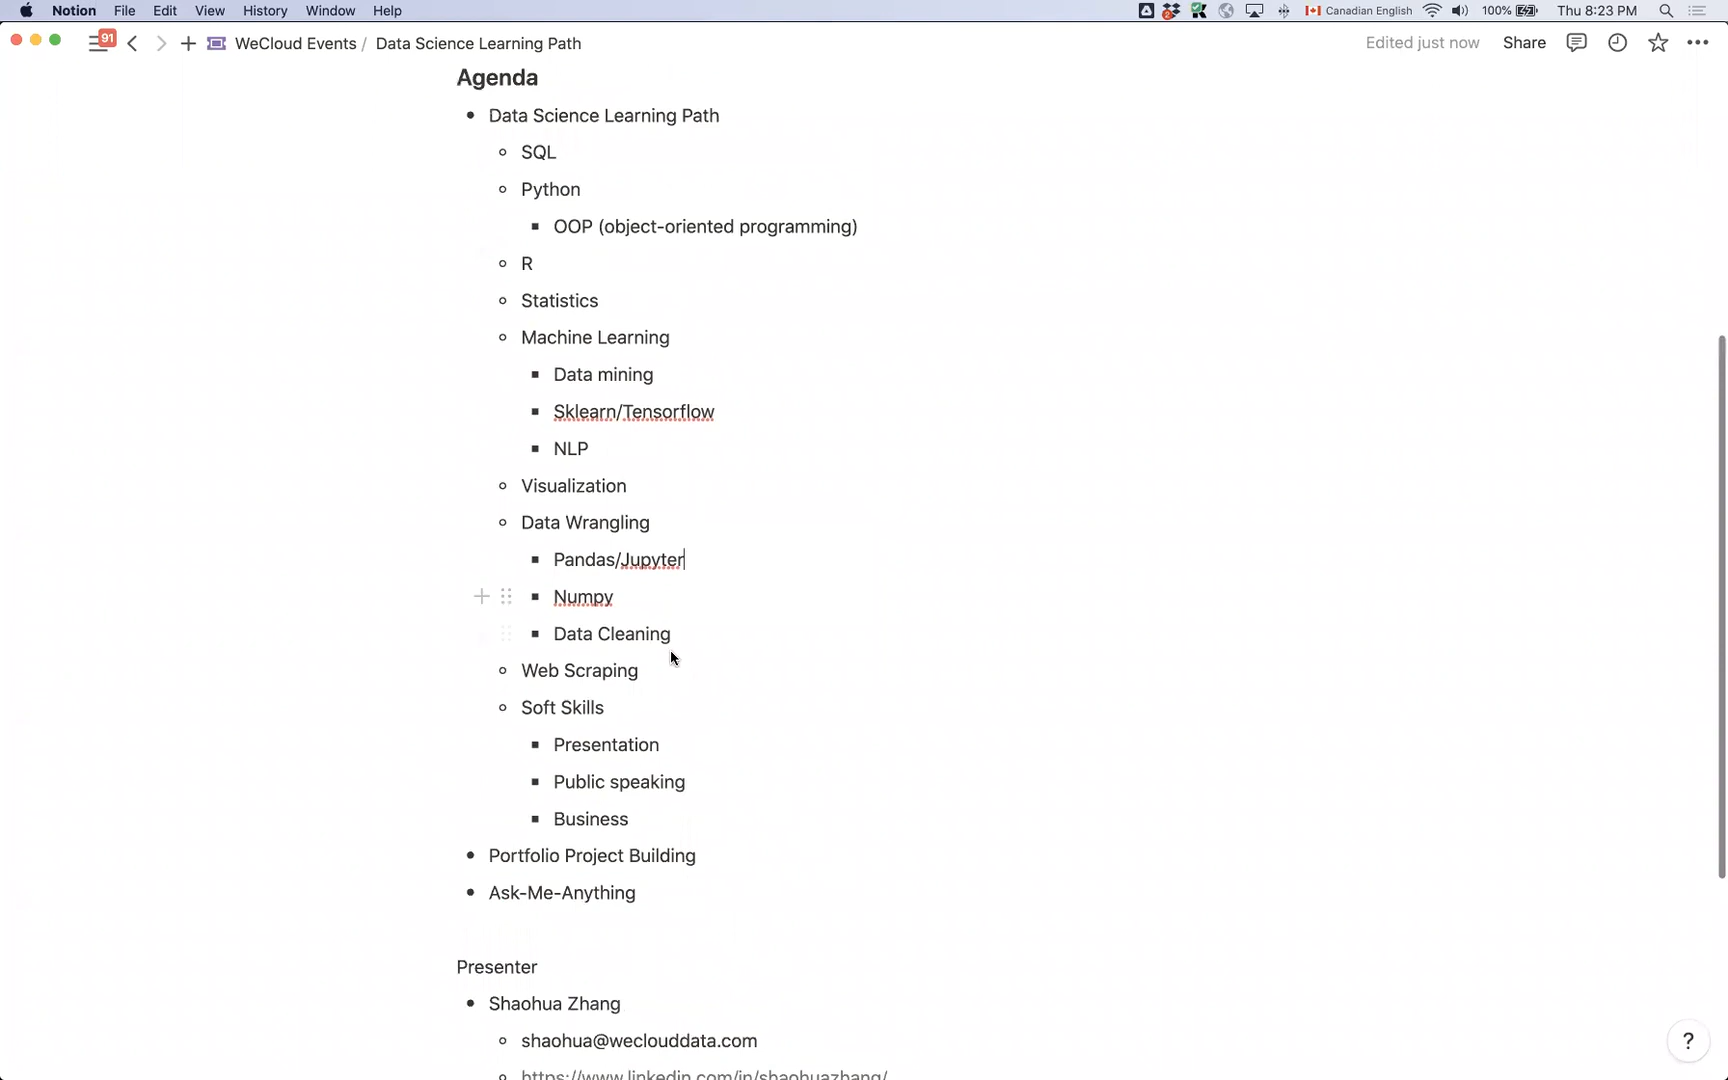 Notion File Edit View History Window Help 2 Canadian English 100% Thu 8:23 PM
91 WeCloud Events / Data Science Learning Path Edited just now Share
Agenda
Data Science Learning Path
SQL
Python
OOP (object-oriented programming)
R
Statistics
Machine Learning
Data mining
Sklearn/Tensorflow
NLP
Visualization
Data Wrangling
Pandas/Jupyter
Numpy
Data Cleaning
Web Scraping
Soft Skills
Presentation
Public speaking
Business
Portfolio Project Building
Ask-Me-Anything
Presenter
Shaohua Zhang
shaohua@weclouddata.com
https://www.linkedin.com/in/shaohuazhang/
?